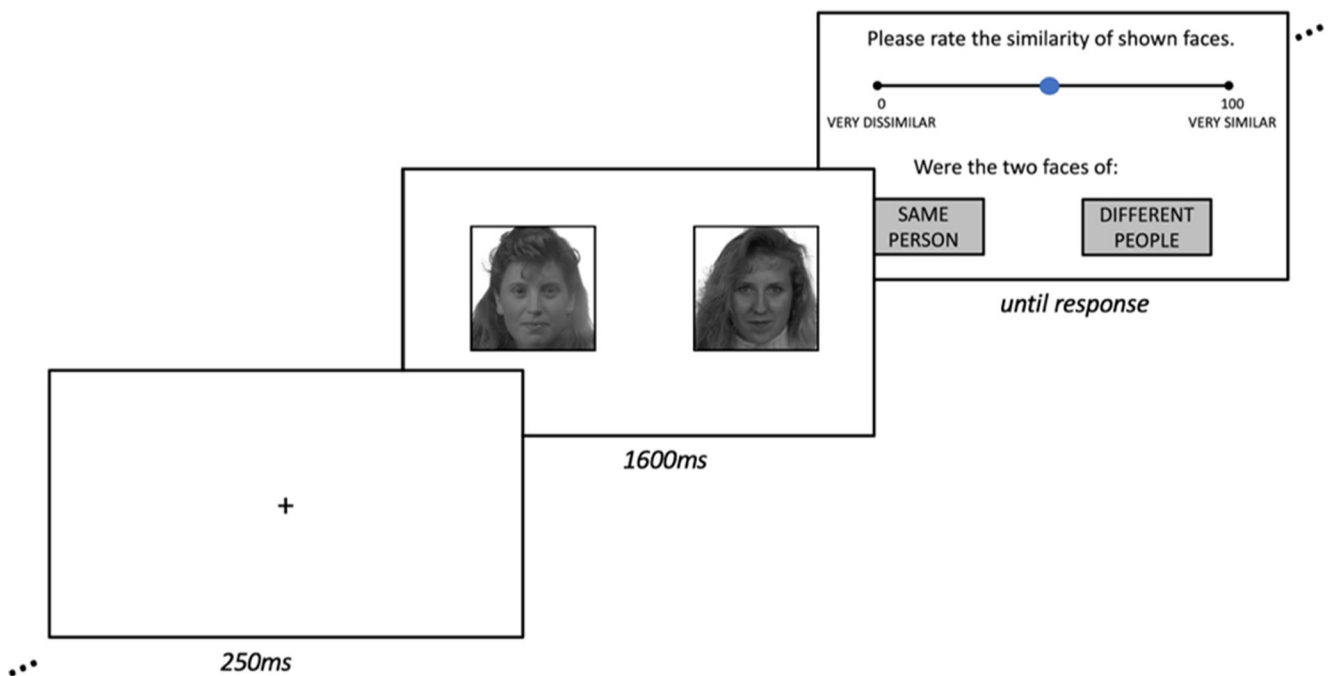 Please rate the similarity of shown faces.
0
100
VERY DISSIMILAR
VERY SIMILAR
Were the two faces of:
SAME
PERSON
DIFFERENT
PEOPLE
until response
1600ms
+
250ms